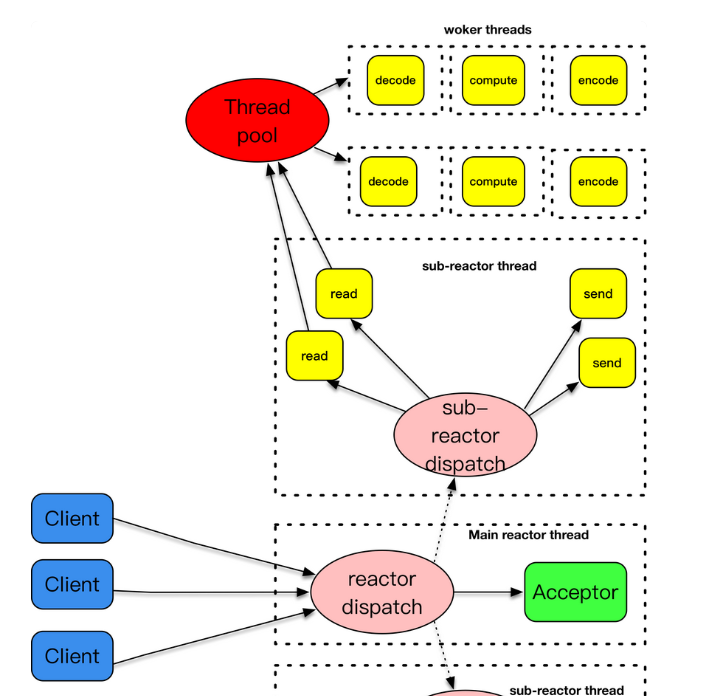 woker threads
decode
compute
encode
Thread
pool
decode
compute
encode
sub-reactor thread
read
send
read
send
sub-
reactor
dispatch
Client
Main reactor thread
Client
reactor
dispatch
Acceptor
Client
sub-reactor thread